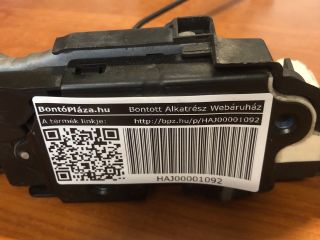 BontóPláza.hu Bontott Alkatrész Webáruház
A termék linkje: http://bpz.hu/p/HAJ00001092
HAJ00001092